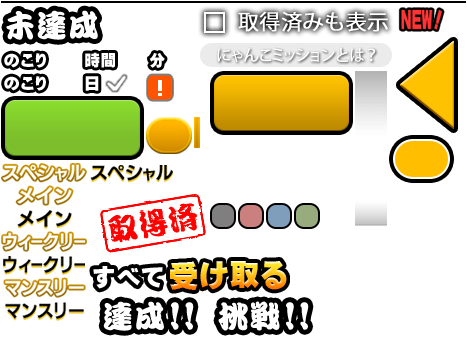 未達成
取得済みも表示
NEW!
のこり 時間 分
にゃんこミッションとは？
のこり 日
!
スペシャル スペシャル
メイン
メイン
ウィークリー
ウィークリー
マンスリー
マンスリー
取得済
すべて受け取る
達成!! 挑戦!!